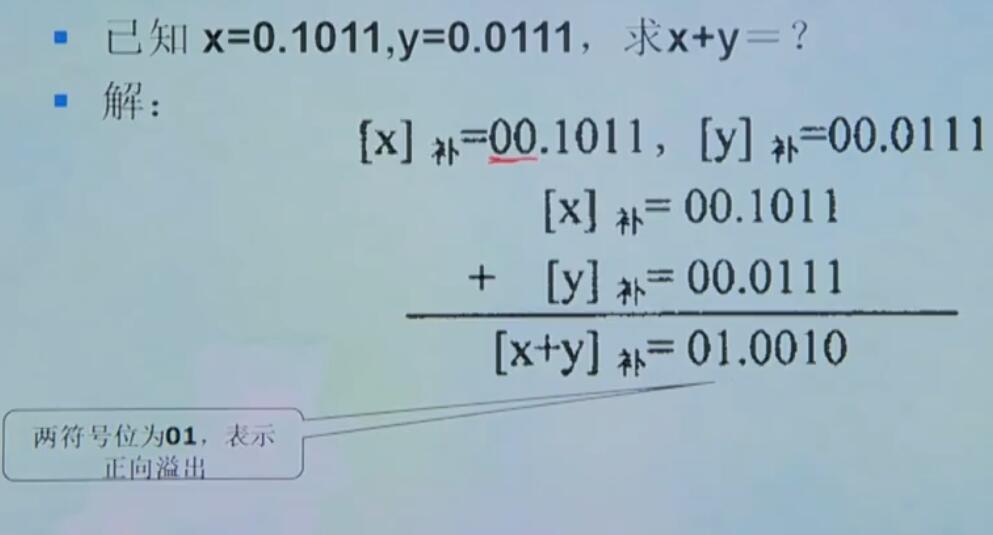 已知 x=0.1011,y=0.0111，求x+y＝？
解：
[x]补=00.1011，[y]补=00.0111
[x]补=00.1011
+ [y]补=00.0111
[x+y]补=01.0010
两符号位为01，表示
正向溢出